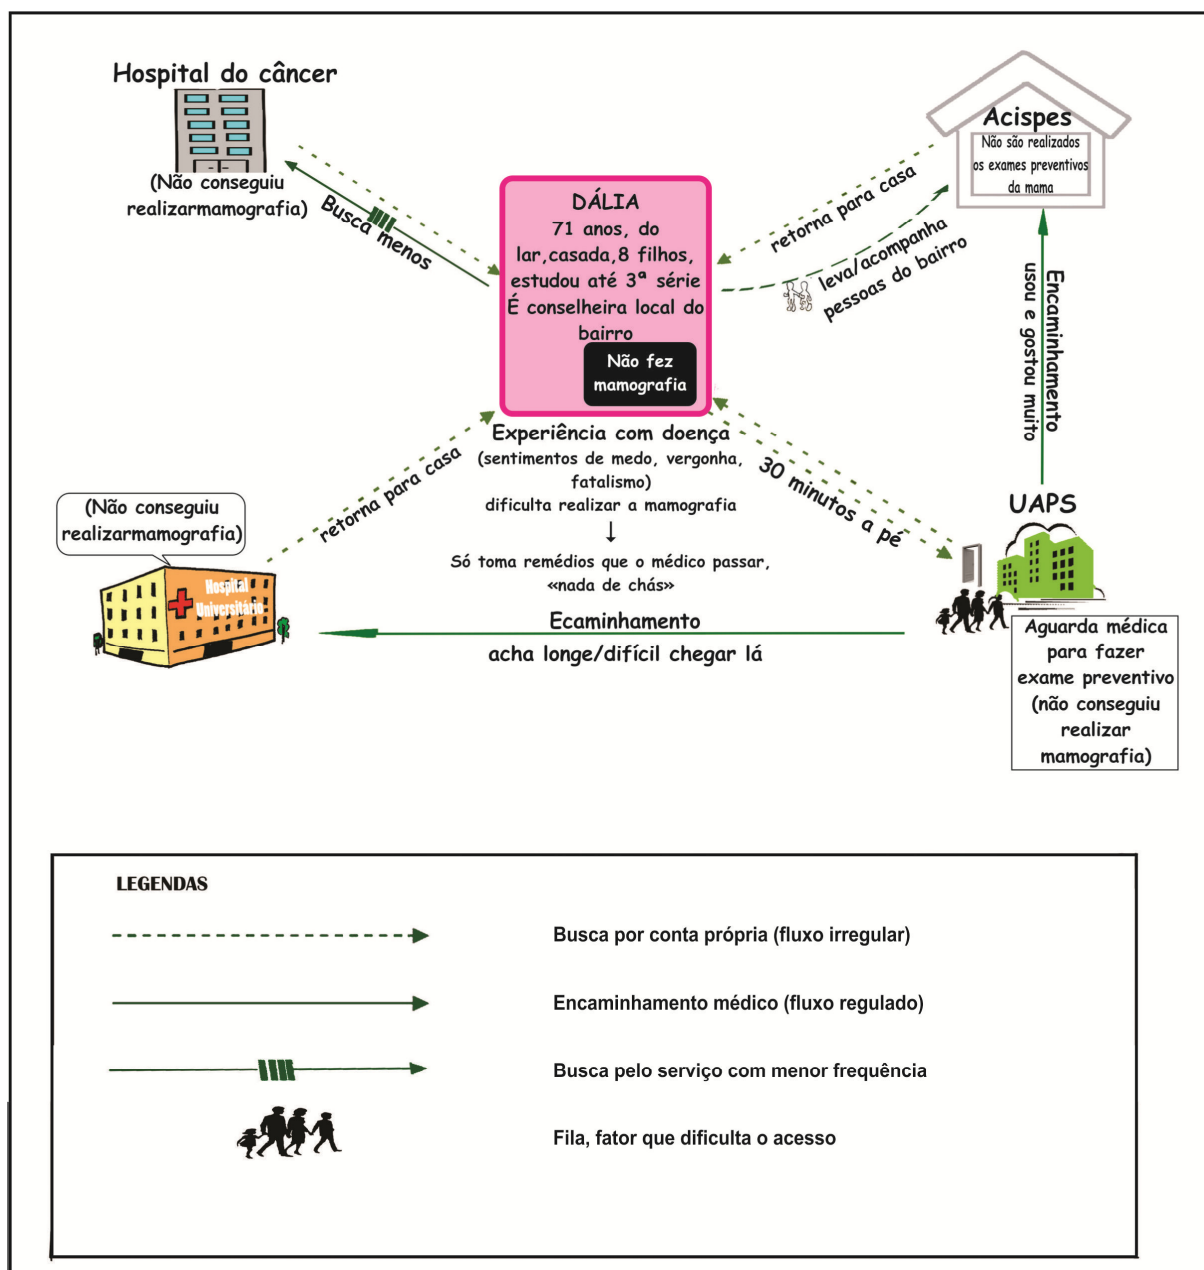 Hospital do câncer
(Não conseguiu
realizarmamografia)
Busca menos
DÁLIA
71 anos, do
lar,casada,8 filhos,
estudou até 3ª série
É conselheira local do
bairro
Não fez
mamografia
Acispes
Não são realizados
os exames preventivos
da mama
retorna para casa
leva/acompanha
pessoas do bairro
Encaminhamento
usou e gostou muito
Experiência com doença
(sentimentos de medo, vergonha,
fatalismo)
dificulta realizar a mamografia
↓
Só toma remédios que o médico passar,
«nada de chás»
retorna para casa
30 minutos a pé
UAPS
(Não conseguiu
realizarmamografia)
Hospital
Universitário
Ecaminhamento
acha longe/difícil chegar lá
Aguarda médica
para fazer
exame preventivo
(não conseguiu
realizar
mamografia)
LEGENDAS
Busca por conta própria (fluxo irregular)
Encaminhamento médico (fluxo regulado)
Busca pelo serviço com menor frequência
Fila, fator que dificulta o acesso